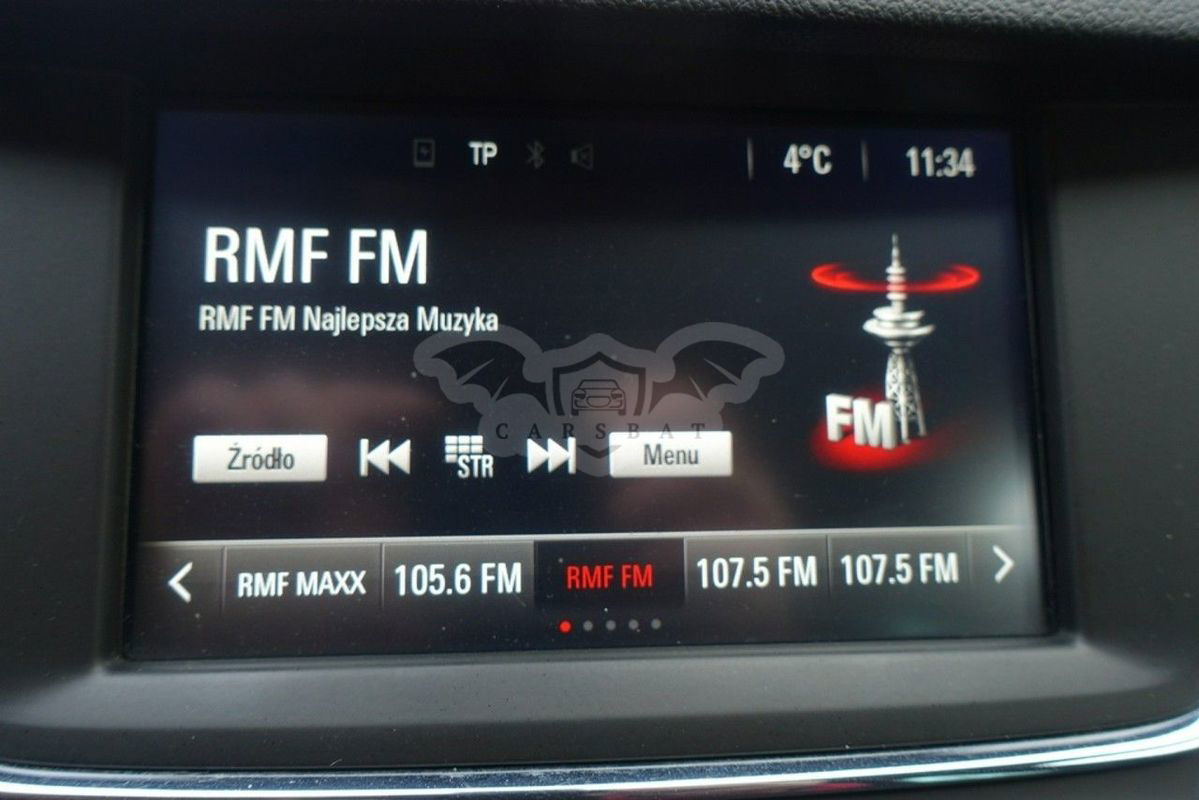 TP 4°C 11:34
RMF FM
RMF FM Najlepsza Muzyka
FM
CARSBAT
Źródło STR Menu
RMF MAXX 105.6 FM RMF FM 107.5 FM 107.5 FM